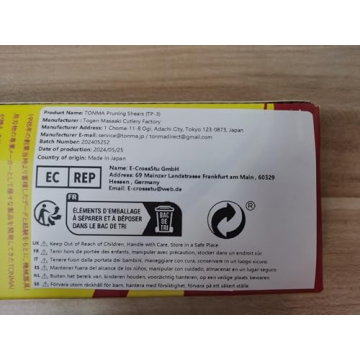 Product Name: TONMA Pruning Shears (TP-3)
Manufacturer : Togen Masaaki Cutlery Factory
Manufacturer Address : 1 Chome-11-8 Ogi, Adachi City, Tokyo 123-0873, Japan
E-mail Address : service@tonma.jp / tonmadirect@gmail.com
Batch Number: 202405252
Date of production: 2024/05/25
Country of origin: Made In Japan
EC REP
Name: E-CrossStu GmbH
Address: 69 Mainzer Landstrasse Frankfurt am Main, 60329
Hessen, Germany
Email: E-crossstu@web.de
FR
ÉLÉMENTS D'EMBALLAGE
À SÉPARER ET À DÉPOSER
DANS LE BAC DE TRI
BAC
DE TRI
®
UK Keep Out of Reach of Children, Handle with Care, Store in a Safe Place
FR Tenir hors de portée des enfants, manipuler avec précaution, stocker dans un endroit sûr.
IT Tenere fuori dalla portata dei bambini, maneggiare con cura, conservare in un luogo sicuro.
ES Mantener fuera del alcance de los niños, manipular con cuidado, almacenar en un lugar seguro.
NL Buiten het bereik van kinderen houden, voorzichtig behandelen, op een veilige plaats bewaren.
SE Förvara utom räckhåll för barn, hantera med försiktighet, förvara på ett säkert ställe.